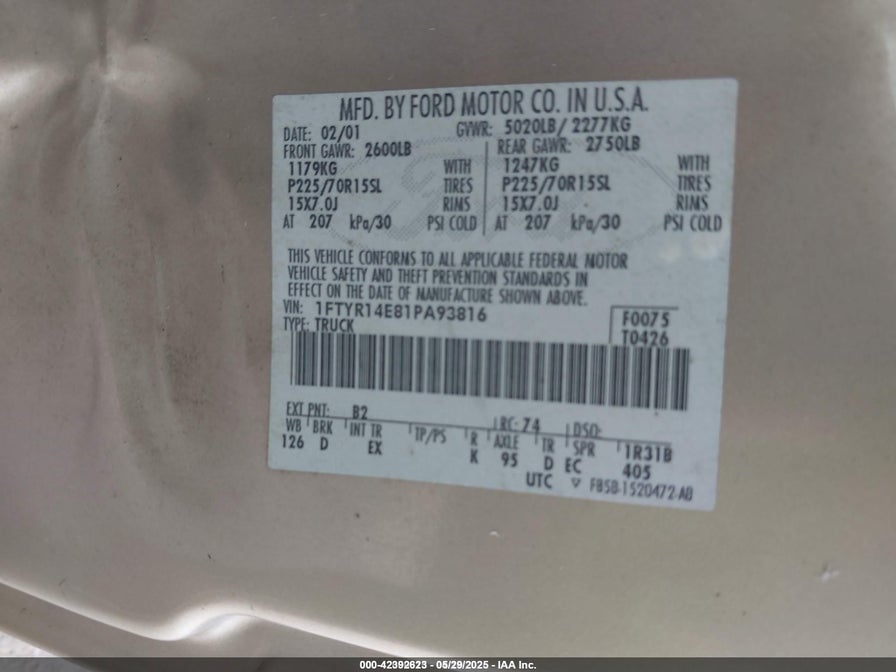 MFD. BY FORD MOTOR CO. IN U.S.A.
DATE: 02/01 GVWR: 5020LB/ 2277KG
FRONT GAWR: 2600LB REAR GAWR: 2750LB
1179KG WITH 1247KG WITH
P225/70R15SL TIRES P225/70R15SL TIRES
15X7.0J RIMS 15X7.0J RIMS
AT 207 kPa/30 PSI COLD AT 207 kPa/30 PSI COLD
THIS VEHICLE CONFORMS TO ALL APPLICABLE FEDERAL MOTOR
VEHICLE SAFETY AND THEFT PREVENTION STANDARDS IN
EFFECT ON THE DATE OF MANUFACTURE SHOWN ABOVE.
VIN: 1FTYR14E81PA93816 F0075
TYPE: TRUCK T0426
EXT PNT: B2 RC: 74 DSO:
WB BRK INT TR TP/PS R AXLE TR SPR 1R31B
126 D EX K 95 D EC 405
UTC ▽ F85B-1520472-AB
000-42392623 - 05/29/2025 - IAA Inc.